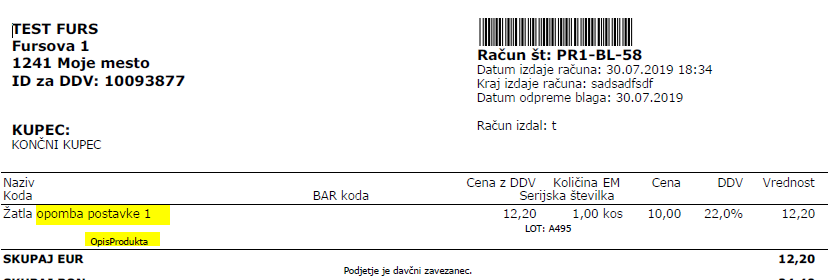 TEST FURS
Fursova 1
1241 Moje mesto
ID za DDV: 10093877
KUPEC:
KONČNI KUPEC
Račun št: PR1-BL-58
Datum izdaje računa: 30.07.2019 18:34
Kraj izdaje računa: sadsadfsdf
Datum odpreme blaga: 30.07.2019
Račun izdal: t
Naziv Cena z DDV Količina EM Cena DDV Vrednost
Koda BAR koda Serijska številka
Žatla opomba postavke 1 12,20 1,00 kos 10,00 22,0% 12,20
LOT: A495
OpisProdukta
SKUPAJ EUR 12,20
Podjetje je davčni zavezanec.